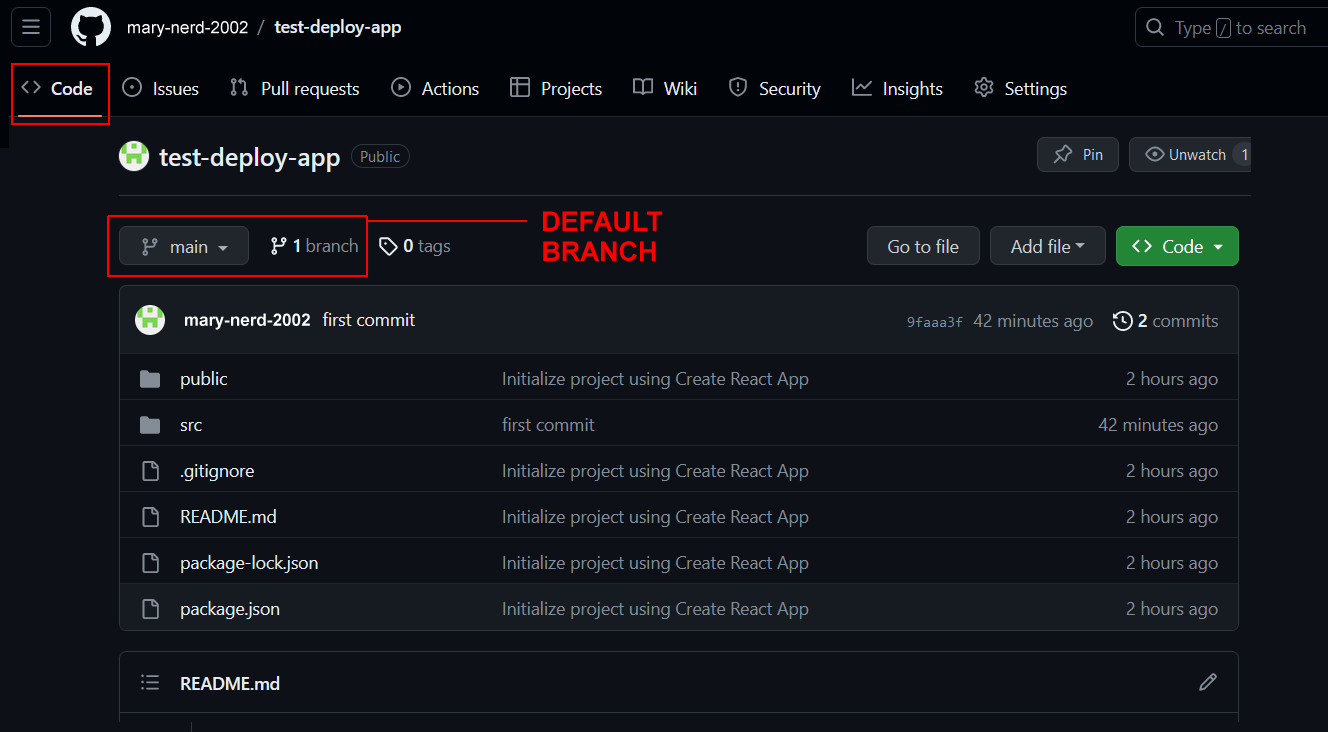 mary-nerd-2002 / test-deploy-app
Type / to search
Code Issues Pull requests Actions Projects Wiki Security Insights Settings
test-deploy-app Public
Pin Unwatch 1
main 1 branch 0 tags
DEFAULT
BRANCH
Go to file Add file Code
mary-nerd-2002 first commit 9faaa3f 42 minutes ago 2 commits
public Initialize project using Create React App 2 hours ago
src first commit 42 minutes ago
.gitignore Initialize project using Create React App 2 hours ago
README.md Initialize project using Create React App 2 hours ago
package-lock.json Initialize project using Create React App 2 hours ago
package.json Initialize project using Create React App 2 hours ago
README.md